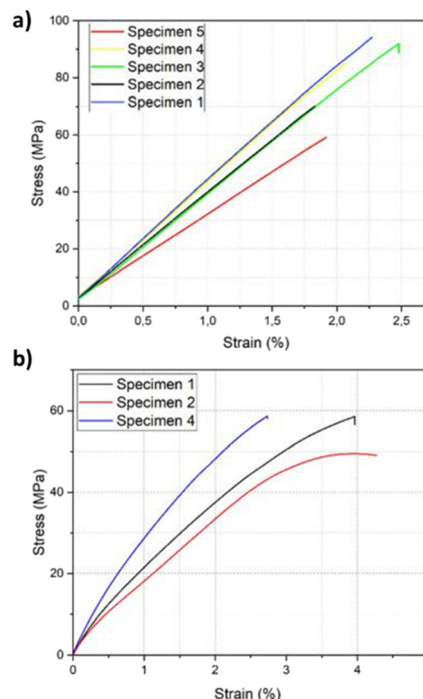 a)
100
80
60
40
20
0
Stress (MPa)
Specimen 5
Specimen 4
Specimen 3
Specimen 2
Specimen 1
0,0 0,5 1,0 1,5 2,0 2,5
Strain (%)
b)
60
40
20
0
Stress (MPa)
Specimen 1
Specimen 2
Specimen 4
0 1 2 3 4
Strain (%)